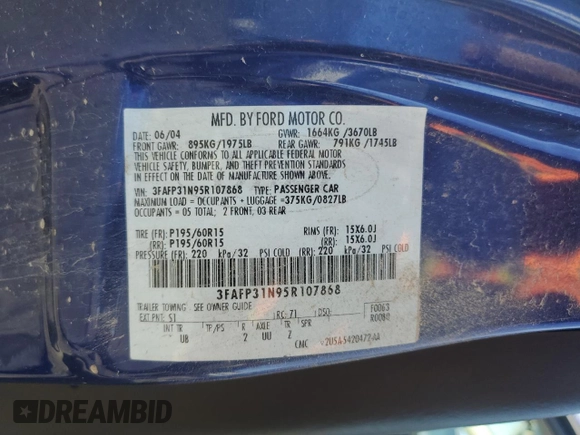 MFD. BY FORD MOTOR CO.
DATE: 06/04 GVWR: 1664KG /3670LB
FRONT GAWR: 895KG/1975LB REAR GAWR: 791KG /1745LB
THIS VEHICLE CONFORMS TO ALL APPLICABLE FEDERAL MOTOR
VEHICLE SAFETY, BUMPER, AND THEFT PREVENTION STANDARDS
IN EFFECT ON THE DATE OF MANUFACTURE SHOWN ABOVE.
VIN: 3FAFP31N95R107868 TYPE: PASSENGER CAR
MAXIMUM LOAD = OCCUPANTS + LUGGAGE =375KG/0827LB
OCCUPANTS = 05 TOTAL; 2 FRONT, 03 REAR
TIRE (FR): P195/60R15 RIMS (FR): 15X6.0J
(RR): P195/60R15 (RR): 15X6.0J
PRESSURE (FR): 220 kPa/32 PSI COLD (RR): 220 kPa/32 PSI COLD
3FAFP31N95R107868
TRAILER TOWING - SEE OWNER GUIDE
EXT PNT: S1 RC: 71 DSO: F0063
R0080
INT TR TP/PS R AXLE TR SPR
UB 2 UU Z
CNC
DREAMBID